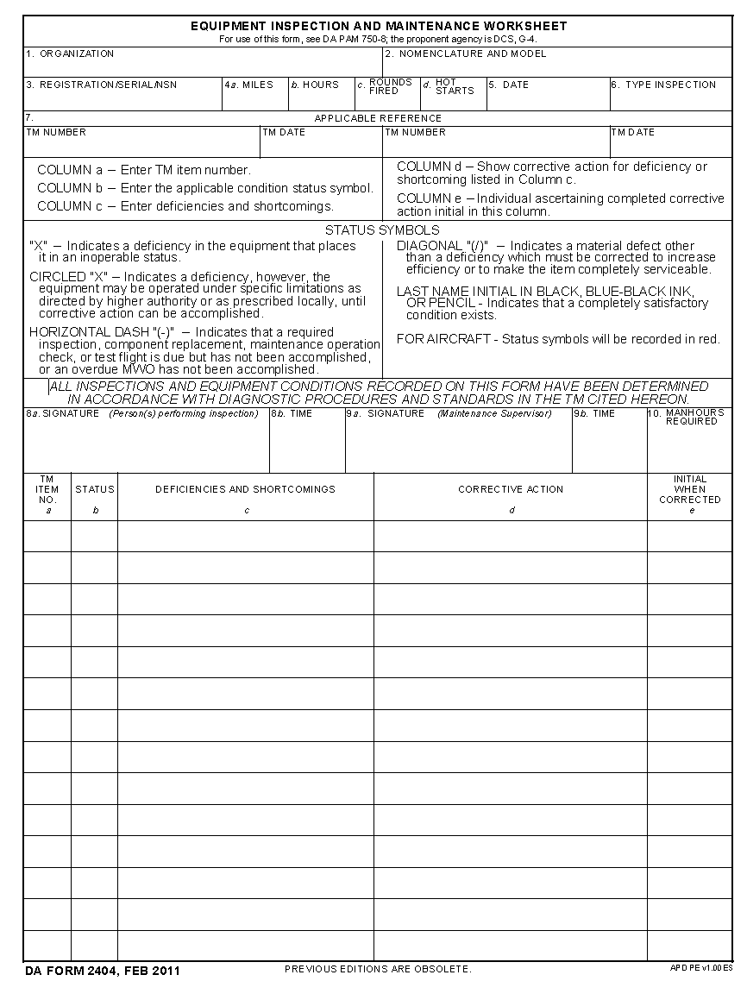 EQUIPMENT INSPECTION AND MAINTENANCE WORKSHEET
For use of this form, see DA PAM 750-8; the proponent agency is DCS, G-4.
1. ORGANIZATION
2. NOMENCLATURE AND MODEL
3. REGISTRATION/SERIAL/NSN
4a. MILES
b. HOURS
c. ROUNDS
FIRED
d. HOT
STARTS
5. DATE
6. TYPE INSPECTION
7.
APPLICABLE REFERENCE
TM NUMBER
TM DATE
TM NUMBER
TM DATE
COLUMN a – Enter TM item number.
COLUMN b – Enter the applicable condition status symbol.
COLUMN c – Enter deficiencies and shortcomings.
COLUMN d – Show corrective action for deficiency or
shortcoming listed in Column c.
COLUMN e – Individual ascertaining completed corrective
action initial in this column.
STATUS SYMBOLS
"X" – Indicates a deficiency in the equipment that places
it in an inoperable status.
CIRCLED "X" – Indicates a deficiency, however, the
equipment may be operated under specific limitations as
directed by higher authority or as prescribed locally, until
corrective action can be accomplished.
HORIZONTAL DASH "(-)" – Indicates that a required
inspection, component replacement, maintenance operation
check, or test flight is due but has not been accomplished,
or an overdue MWO has not been accomplished.
DIAGONAL "(/)" – Indicates a material defect other
than a deficiency which must be corrected to increase
efficiency or to make the item completely serviceable.
LAST NAME INITIAL IN BLACK, BLUE-BLACK INK,
OR PENCIL - Indicates that a completely satisfactory
condition exists.
FOR AIRCRAFT - Status symbols will be recorded in red.
ALL INSPECTIONS AND EQUIPMENT CONDITIONS RECORDED ON THIS FORM HAVE BEEN DETERMINED
IN ACCORDANCE WITH DIAGNOSTIC PROCEDURES AND STANDARDS IN THE TM CITED HEREON.
8a. SIGNATURE (Person(s) performing inspection)
8b. TIME
9a. SIGNATURE (Maintenance Supervisor)
9b. TIME
10. MANHOURS
REQUIRED
TM
ITEM
NO.
a
STATUS
b
DEFICIENCIES AND SHORTCOMINGS
c
CORRECTIVE ACTION
d
INITIAL
WHEN
CORRECTED
e
DA FORM 2404, FEB 2011
PREVIOUS EDITIONS ARE OBSOLETE.
APD PE v1.00ES